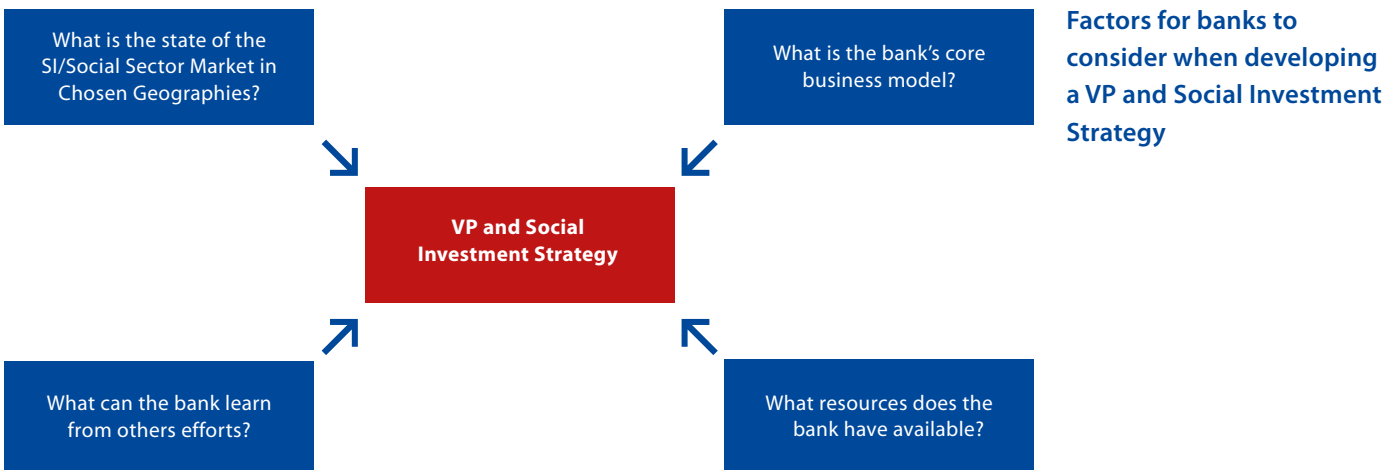 What is the state of the
SI/Social Sector Market in
Chosen Geographies?
What is the bank’s core
business model?
Factors for banks to
consider when developing
a VP and Social Investment
Strategy
VP and Social
Investment Strategy
What can the bank learn
from others efforts?
What resources does the
bank have available?